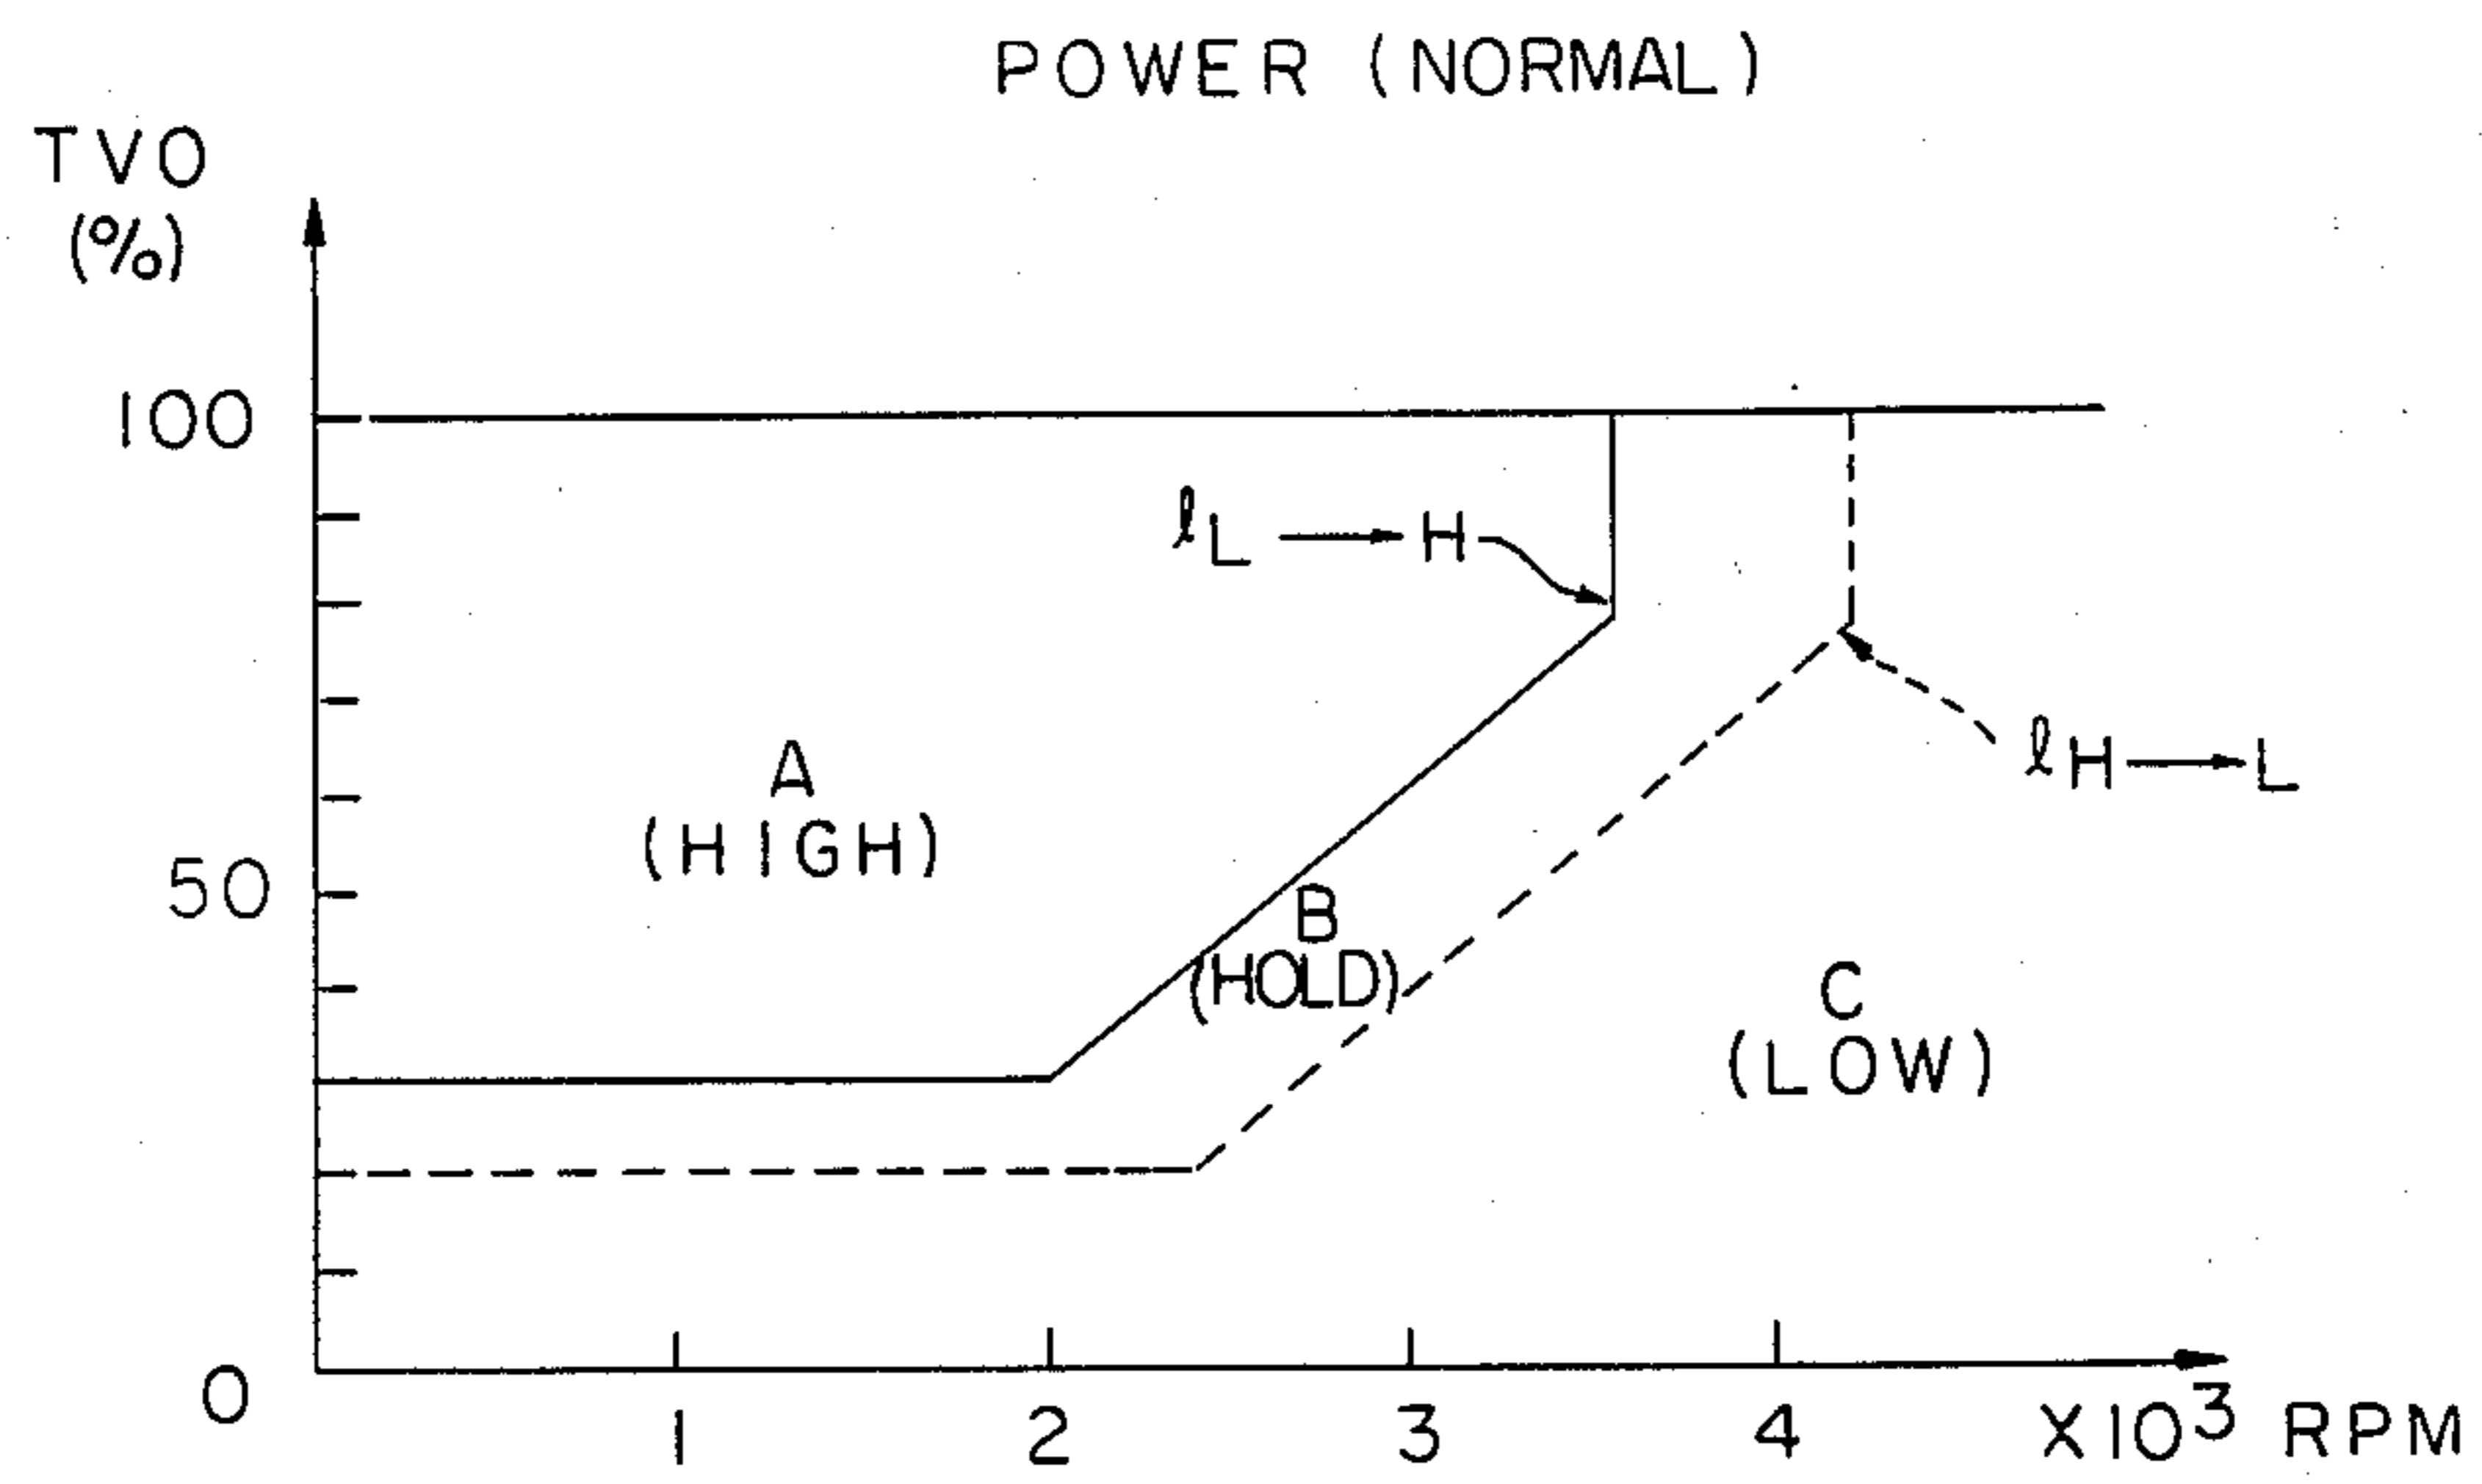 POWER (NORMAL)
TVO
(%)
100
ℓL → H
A
(HIGH)
ℓH → L
50
B
(HOLD)
C
(LOW)
0
1
2
3
4
X10³ RPM